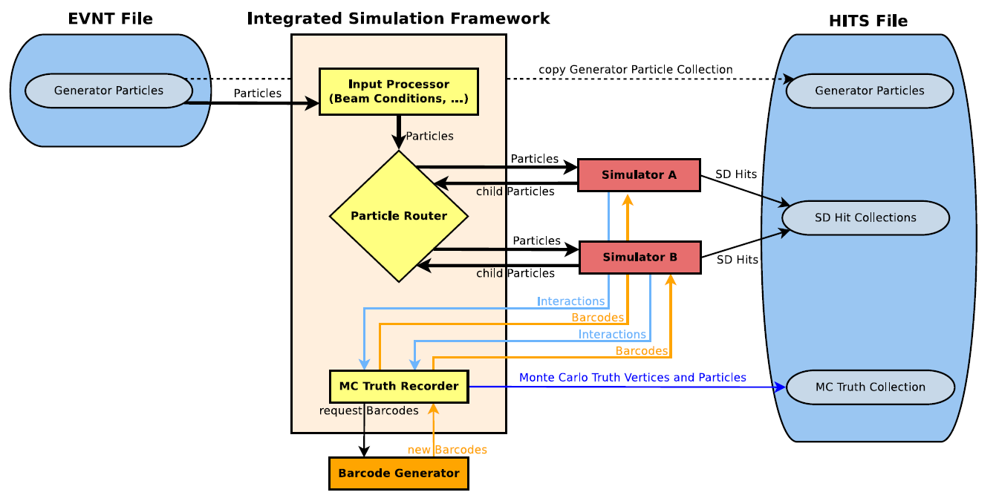 EVNT File
Integrated Simulation Framework
HITS File
Generator Particles
Particles
Input Processor
(Beam Conditions, ...)
copy Generator Particle Collection
Generator Particles
Particles
Particles
Simulator A
SD Hits
child Particles
Particle Router
SD Hit Collections
Particles
Simulator B
SD Hits
child Particles
Interactions
Barcodes
Interactions
Barcodes
MC Truth Recorder
Monte Carlo Truth Vertices and Particles
MC Truth Collection
request Barcodes
new Barcodes
Barcode Generator